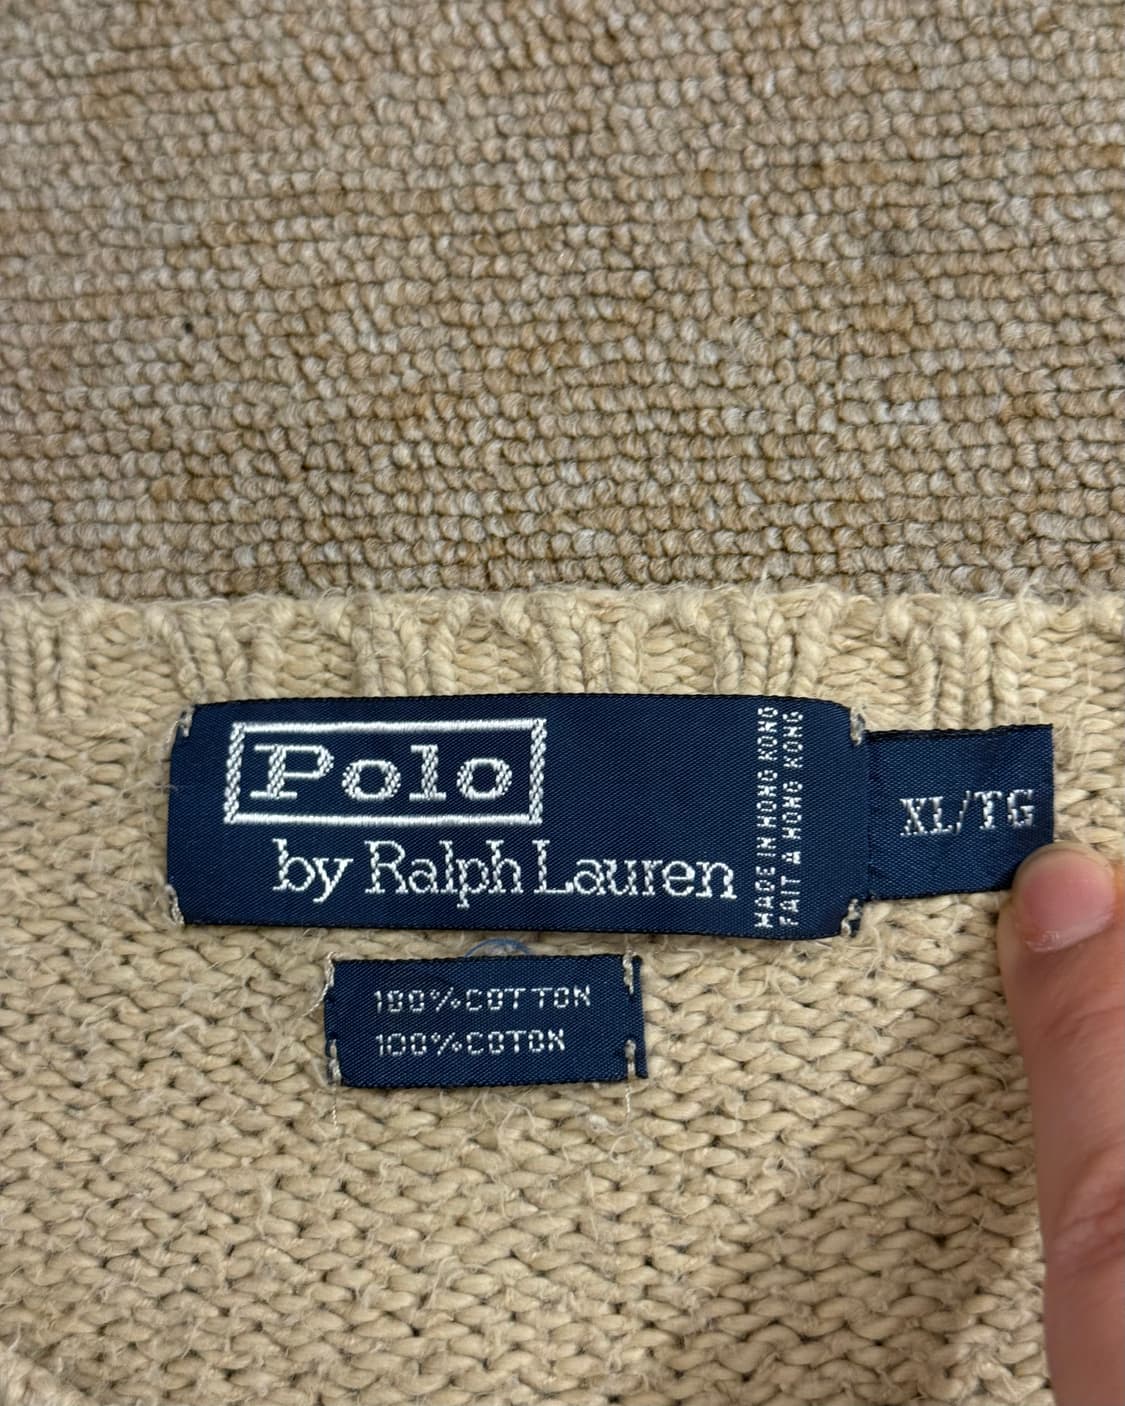 Polo
by Ralph Lauren
MADE IN HONG KONG
FAIT A HONG KONG
XL/TG
100%COTTON
100%COTON